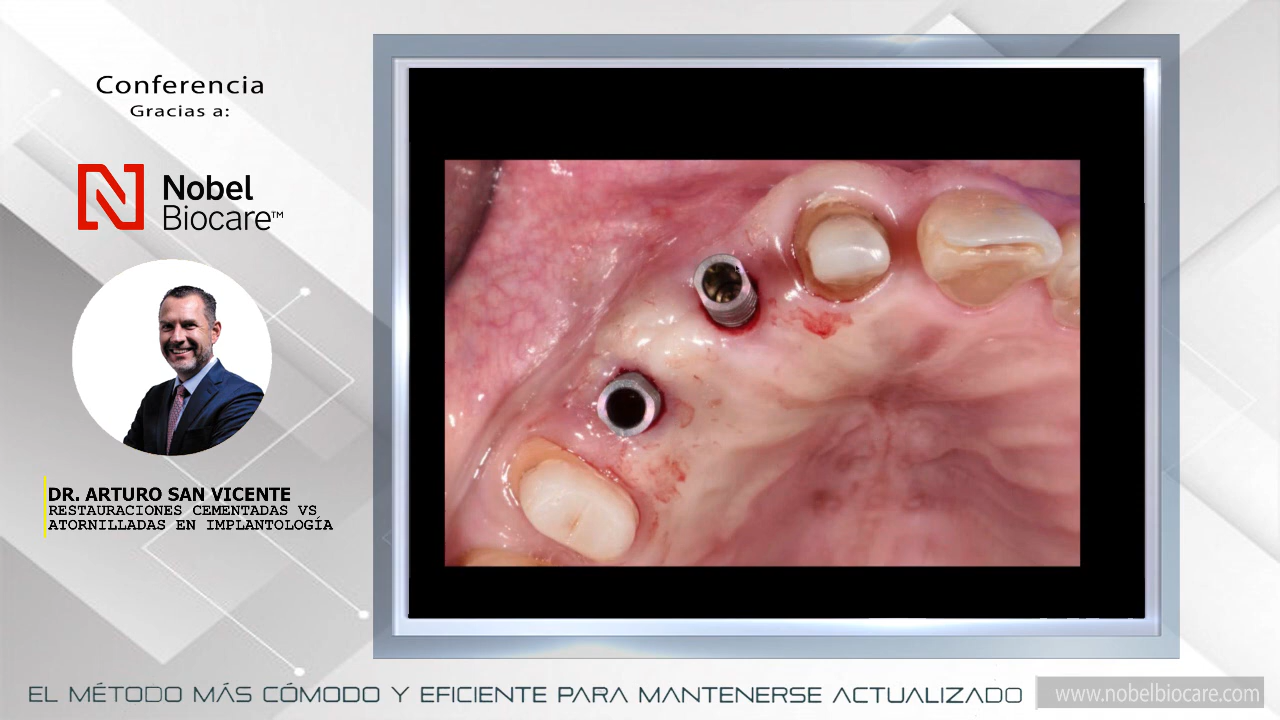 Conferencia
Gracias a:
Nobel
Biocare™
DR. ARTURO SAN VICENTE
RESTAURACIONES CEMENTADAS VS
ATORNILLADAS EN IMPLANTOLOGÍA
EL MÉTODO MÁS CÓMODO Y EFICIENTE PARA MANTENERSE ACTUALIZADO
www.nobelbiocare.com